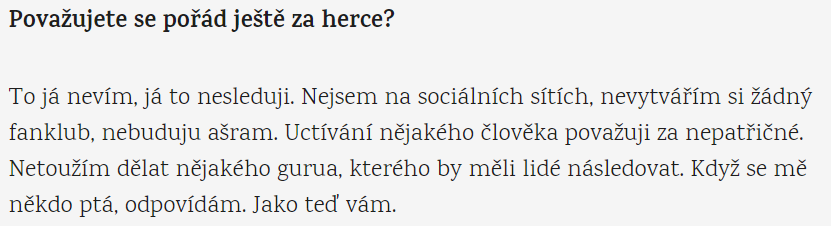 Považujete se pořád ještě za herce?
To já nevím, já to nesleduji. Nejsem na sociálních sítích, nevytvářím si žádný
fanklub, nebuduju ašram. Uctívání nějakého člověka považuji za nepatřičné.
Netoužím dělat nějakého gurua, kterého by měli lidé následovat. Když se mě
někdo ptá, odpovídám. Jako teď vám.